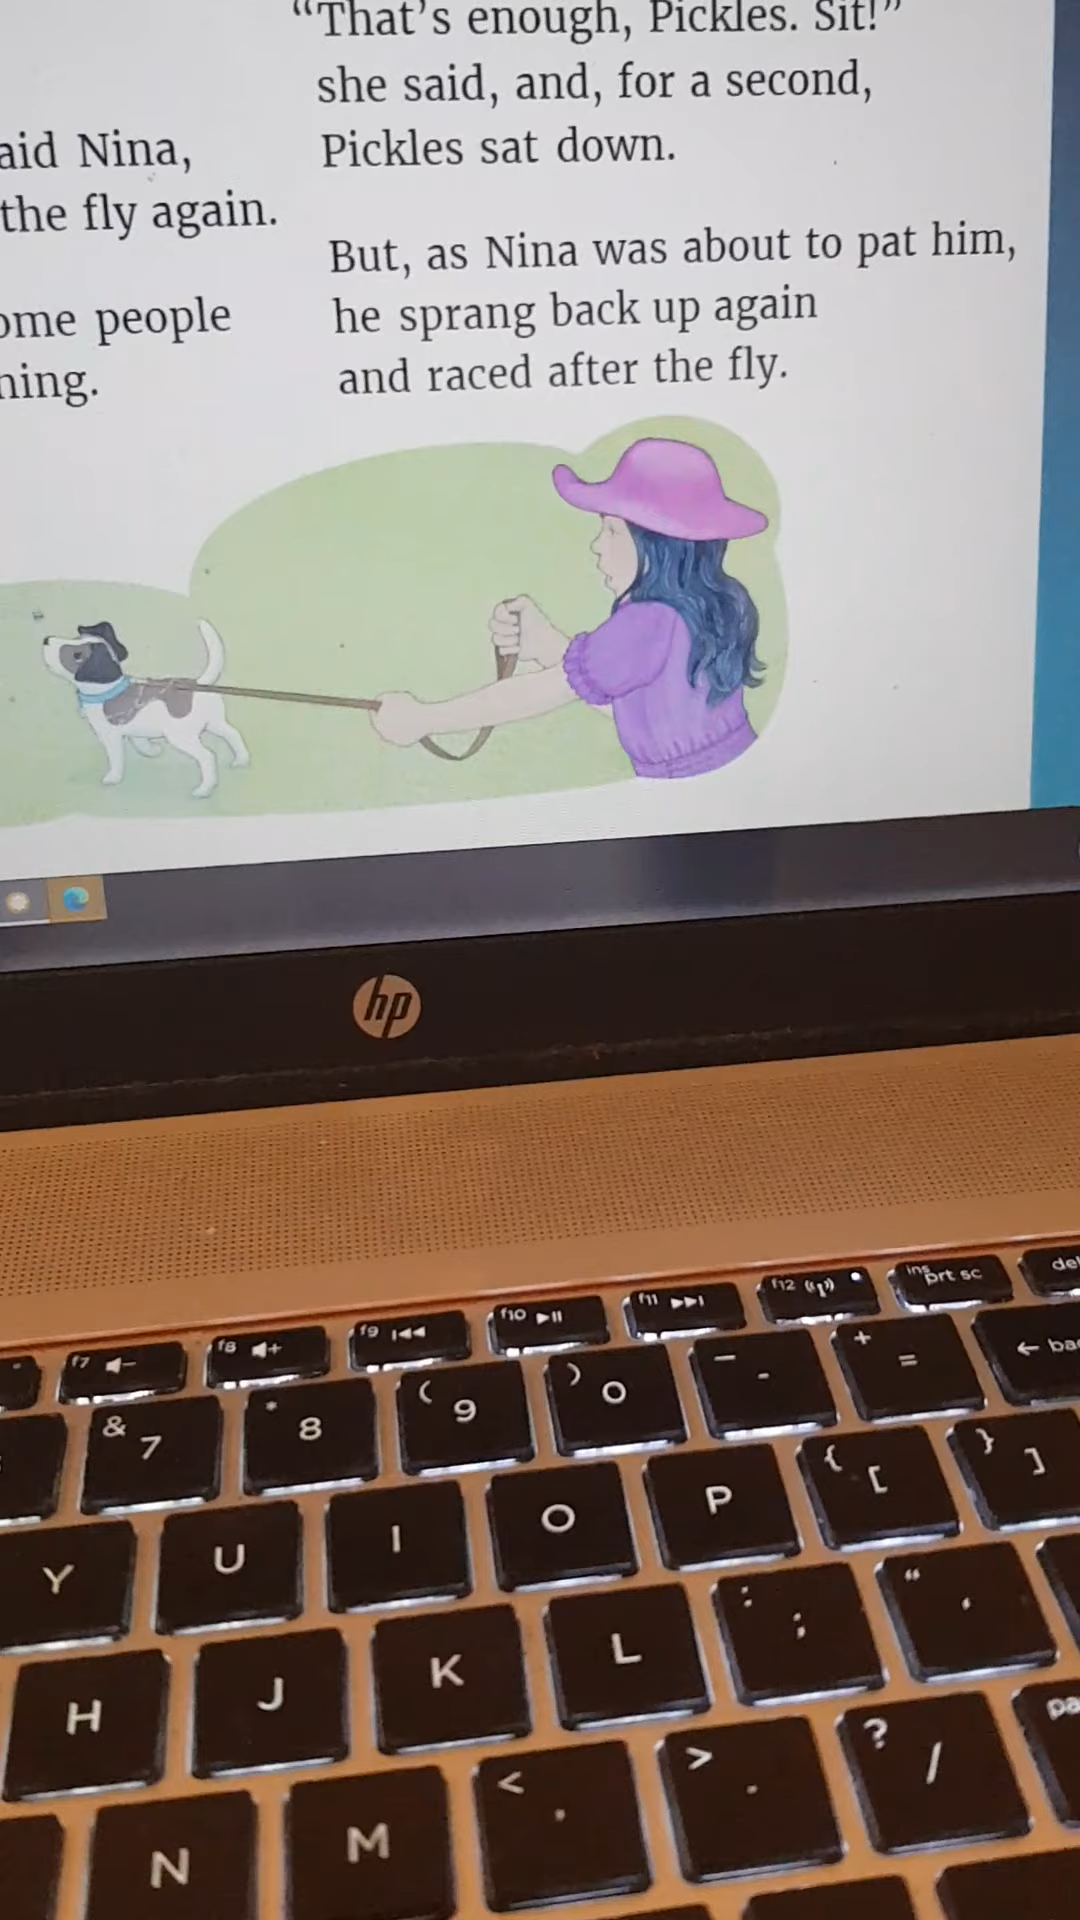 aid Nina,
the fly again.
ome people
ning.
“That’s enough, Pickles. Sit!”
she said, and, for a second,
Pickles sat down.
But, as Nina was about to pat him,
he sprang back up again
and raced after the fly.
hp
f7 f8 f9 f10 f11 f12 ins prt sc del
& 7 * 8 ( 9 ) 0 _ - + = ← bac
Y U I O P { [ } ]
H J K L : ; “ ‘
N M < , > . ? / pa